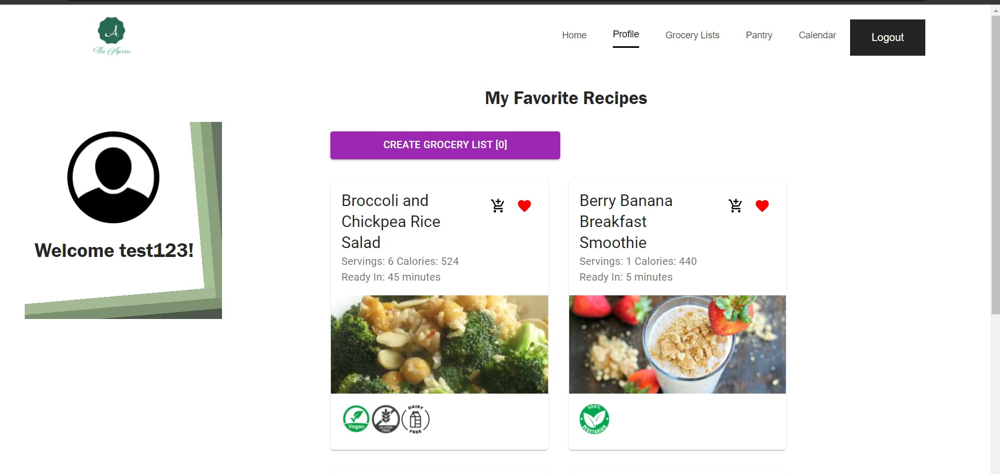 A
The Apron
Home
Profile
Grocery Lists
Pantry
Calendar
Logout
My Favorite Recipes
Welcome test123!
CREATE GROCERY LIST [0]
Broccoli and
Chickpea Rice
Salad
Servings: 6 Calories: 524
Ready In: 45 minutes
Vegan
GLUTEN
FREE
DAIRY
FREE
Berry Banana
Breakfast
Smoothie
Servings: 1 Calories: 440
Ready In: 5 minutes
100%
VEGETARIAN